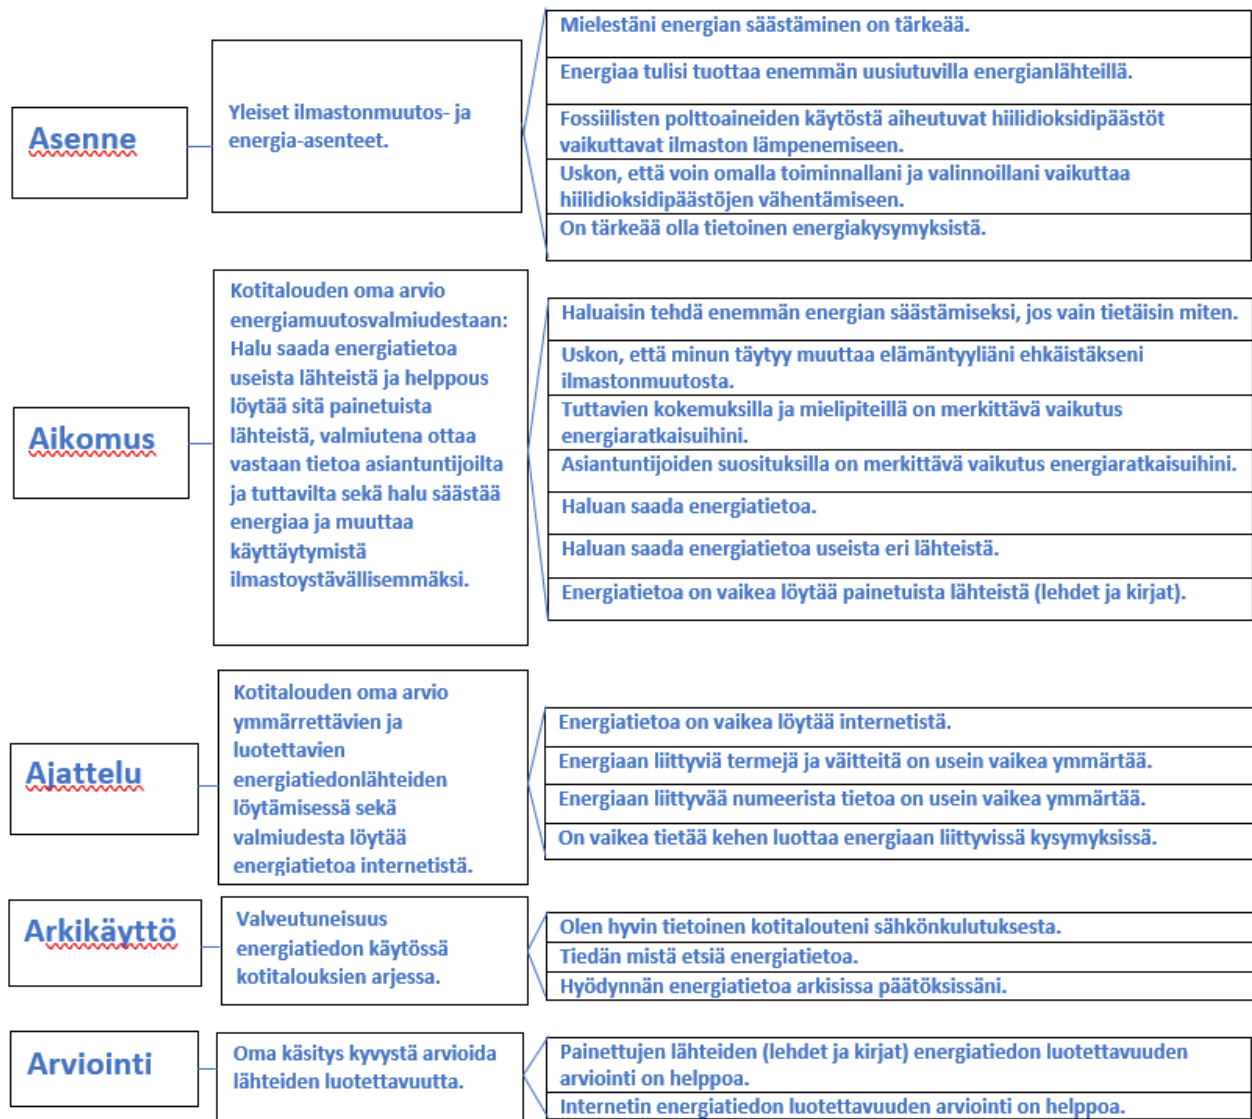 Asenne
Yleiset ilmastonmuutos- ja
energia-asenteet.
Mielestäni energian säästäminen on tärkeää.
Energiaa tulisi tuottaa enemmän uusiutuvilla energianlähteillä.
Fossiilisten polttoaineiden käytöstä aiheutuvat hiilidioksidipäästöt
vaikuttavat ilmaston lämpenemiseen.
Uskon, että voin omalla toiminnallani ja valinnoillani vaikuttaa
hiilidioksidipäästöjen vähentämiseen.
On tärkeää olla tietoinen energiakysymyksistä.
Aikomus
Kotitalouden oma arvio
energiamuutosvalmiudestaan:
Halu saada energiatietoa
useista lähteistä ja helppous
löytää sitä painetuista
lähteistä, valmiutena ottaa
vastaan tietoa asiantuntijoilta
ja tuttavilta sekä halu säästää
energiaa ja muuttaa
käyttäytymistä
ilmastoystävällisemmäksi.
Haluaisin tehdä enemmän energian säästämiseksi, jos vain tietäisin miten.
Uskon, että minun täytyy muuttaa elämäntyyliäni ehkäistäkseni
ilmastonmuutosta.
Tuttavien kokemuksilla ja mielipiteillä on merkittävä vaikutus
energiaratkaisuihini.
Asiantuntijoiden suosituksilla on merkittävä vaikutus energiaratkaisuihini.
Haluan saada energiatietoa.
Haluan saada energiatietoa useista eri lähteistä.
Energiatietoa on vaikea löytää painetuista lähteistä (lehdet ja kirjat).
Ajattelu
Kotitalouden oma arvio
ymmärrettävien ja
luotettavien
energiatiedonlähteiden
löytämisessä sekä
valmiudesta löytää
energiatietoa internetistä.
Energiatietoa on vaikea löytää internetistä.
Energiaan liittyviä termejä ja väitteitä on usein vaikea ymmärtää.
Energiaan liittyvää numeerista tietoa on usein vaikea ymmärtää.
On vaikea tietää kehen luottaa energiaan liittyvissä kysymyksissä.
Arkikäyttö
Valveutuneisuus
energiatiedon käytössä
kotitalouksien arjessa.
Olen hyvin tietoinen kotitalouteni sähkönkulutuksesta.
Tiedän mistä etsiä energiatietoa.
Hyödynnän energiatietoa arkisissa päätöksissäni.
Arviointi
Oma käsitys kyvystä arvioida
lähteiden luotettavuutta.
Painettujen lähteiden (lehdet ja kirjat) energiatiedon luotettavuuden
arviointi on helppoa.
Internetin energiatiedon luotettavuuden arviointi on helppoa.